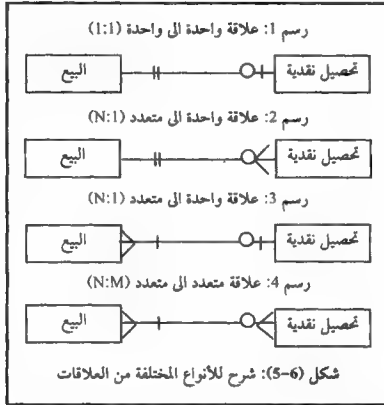 رسم 1: علاقة واحدة الى واحدة (1:1)
البيع
تحصيل نقدية
رسم 2: علاقة واحدة الى متعدد (N:1)
البيع
تحصيل نقدية
رسم 3: علاقة واحدة الى متعدد (N:1)
البيع
تحصيل نقدية
رسم 4: علاقة متعدد الى متعدد (N:M)
البيع
تحصيل نقدية
شكل (6-5): شرح للأنواع المختلفة من العلاقات